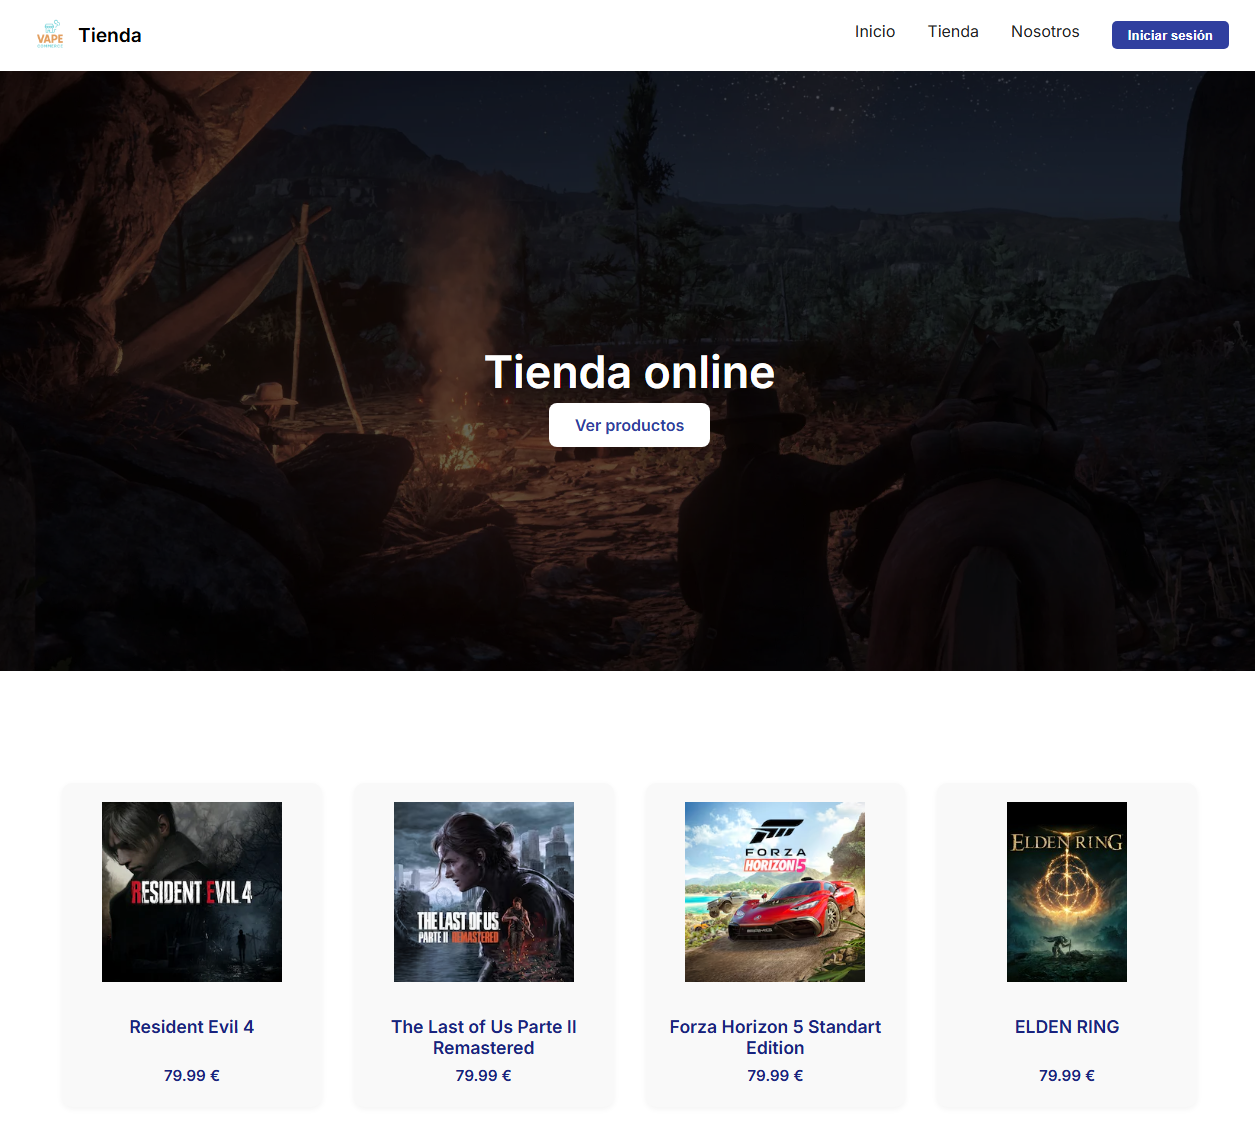 VAPE
Tienda
Inicio
Tienda
Nosotros
Iniciar sesión
Tienda online
Ver productos
RESIDENT EVIL 4
THE LAST OF US
PARTE II REMASTERED
FORZA
HORIZON 5
ELDEN RING
Resident Evil 4
The Last of Us Parte II
Remastered
Forza Horizon 5 Standart
Edition
ELDEN RING
79.99 €
79.99 €
79.99 €
79.99 €